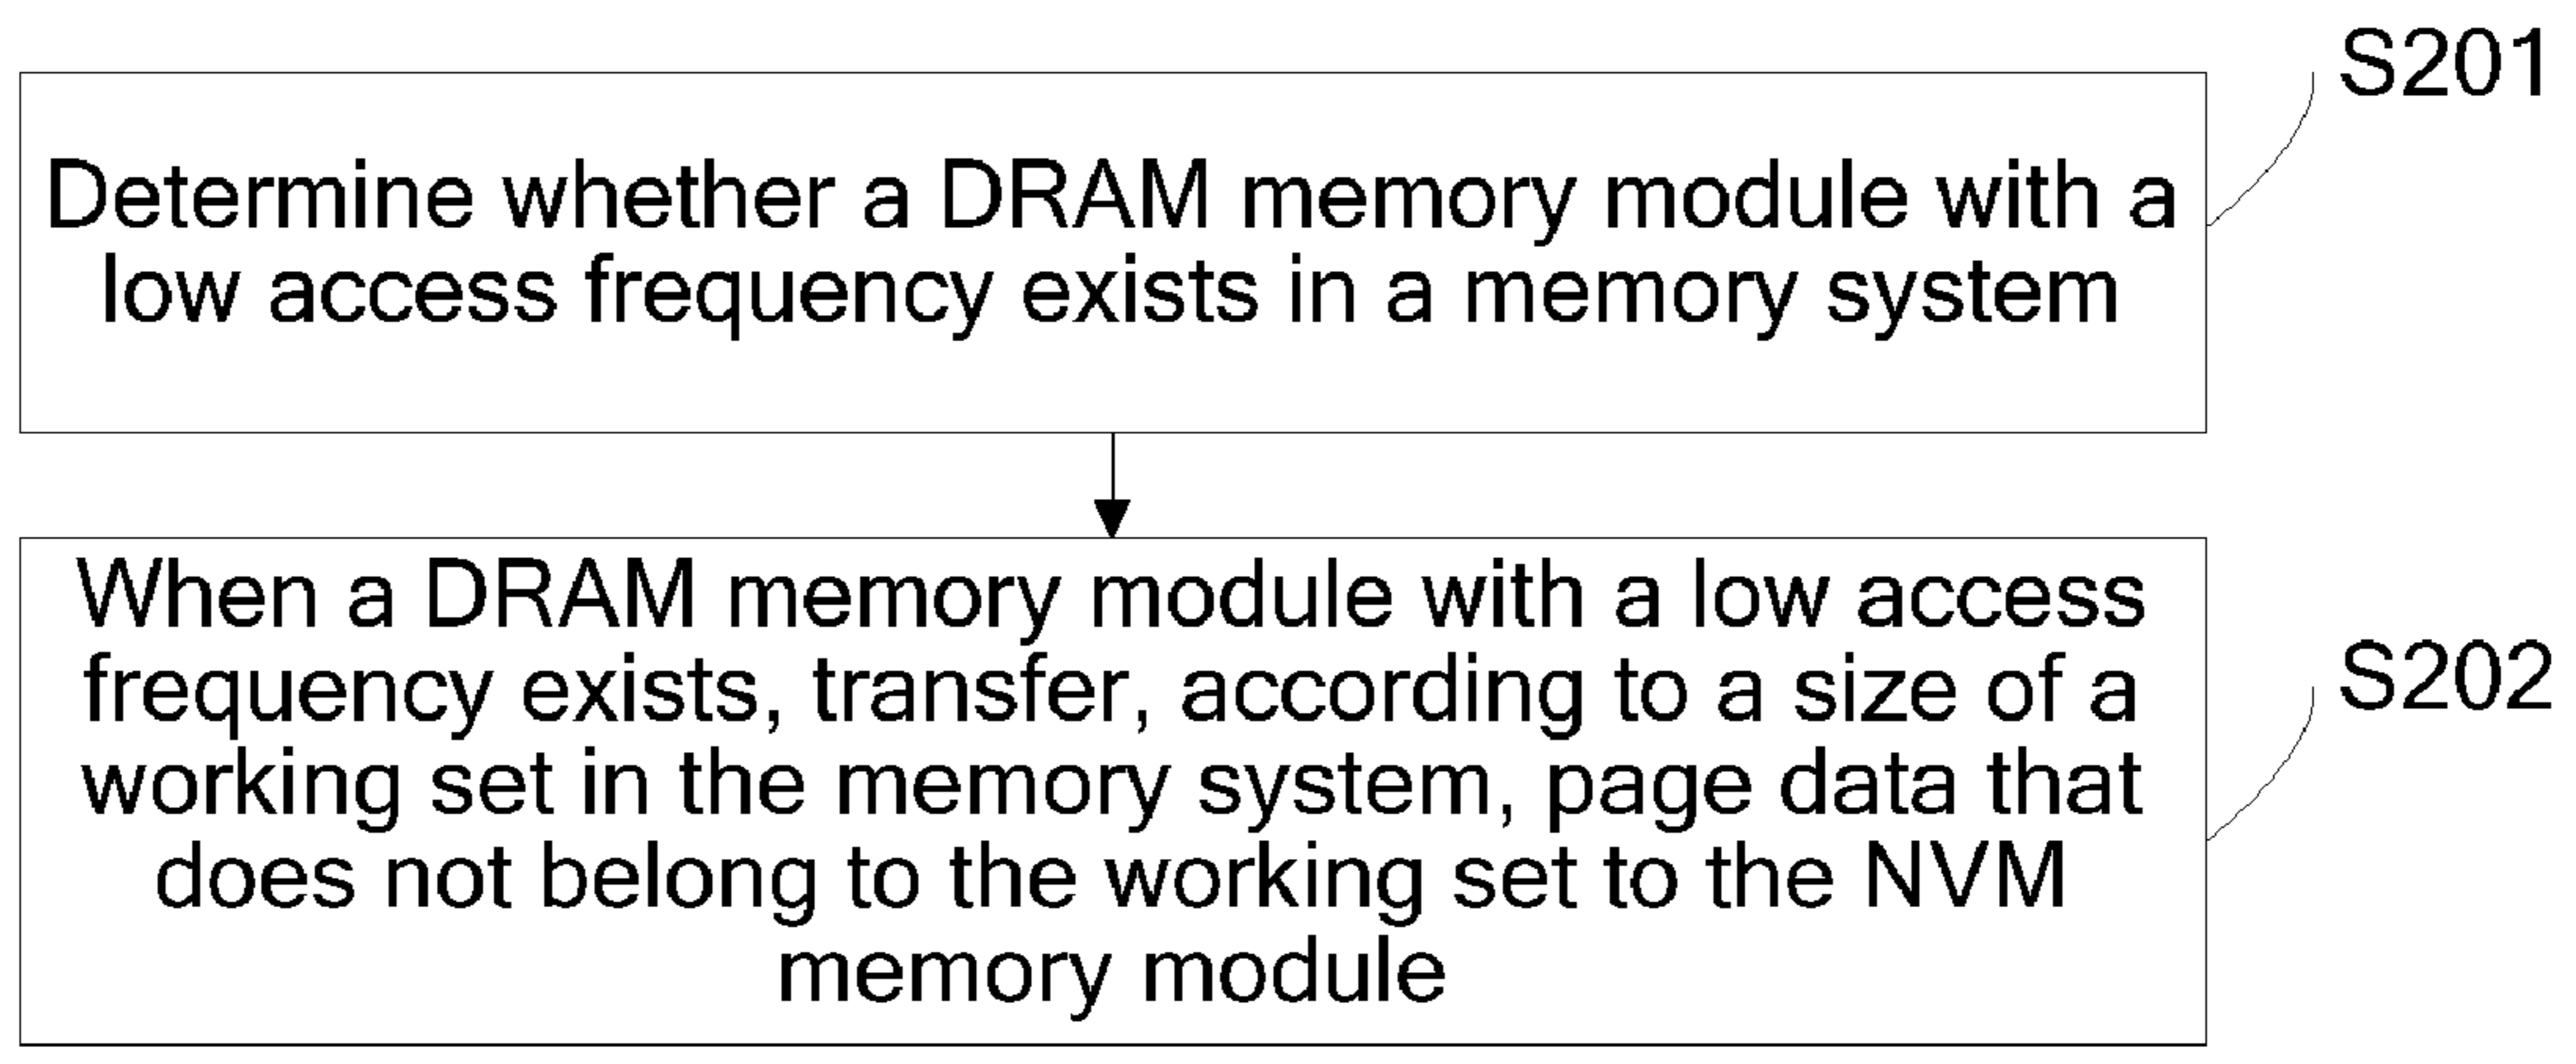 S201
Determine whether a DRAM memory module with a
low access frequency exists in a memory system
When a DRAM memory module with a low access
frequency exists, transfer, according to a size of a
S202
working set in the memory system, page data that
does not belong to the working set to the NVM
memory module